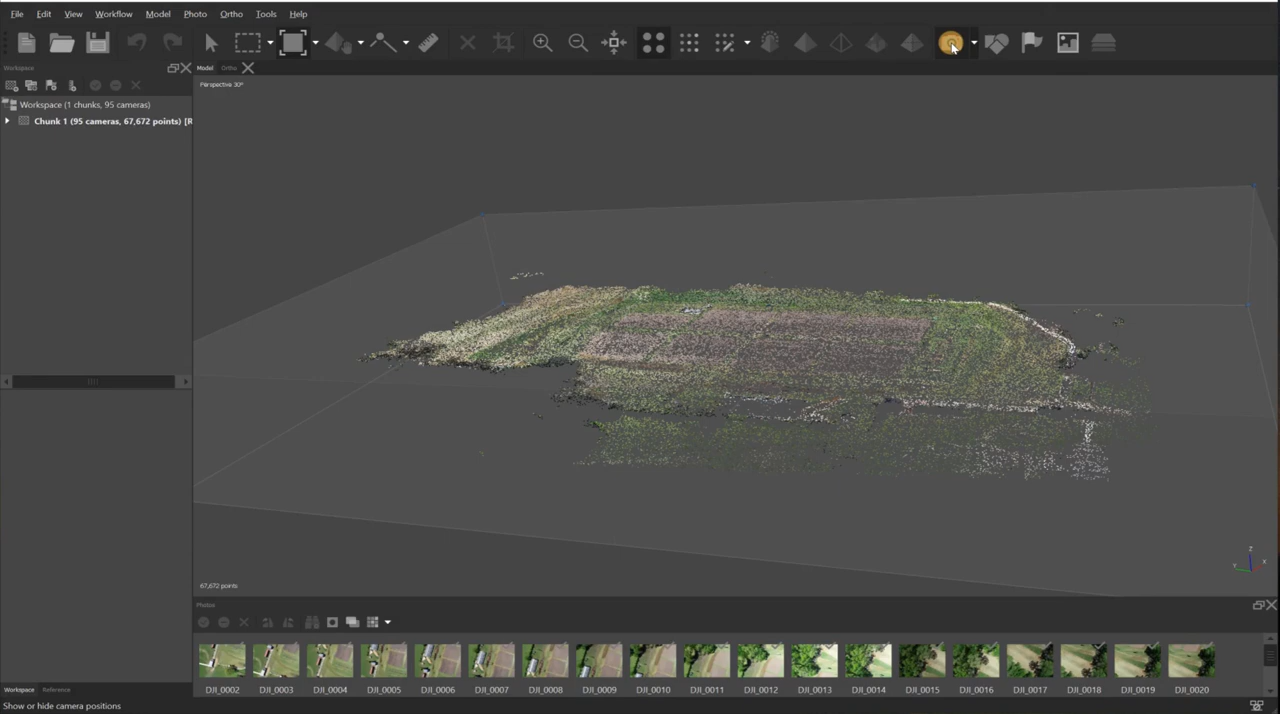 File Edit View Workflow Model Photo Ortho Tools Help
Workspace
Model Ortho
Perspective 30°
Workspace (1 chunks, 95 cameras)
Chunk 1 (95 cameras, 67,672 points) [R
Z
Y X
67,672 points
Photos
DJI_0002 DJI_0003 DJI_0004 DJI_0005 DJI_0006 DJI_0007 DJI_0008 DJI_0009 DJI_0010 DJI_0011 DJI_0012 DJI_0013 DJI_0014 DJI_0015 DJI_0016 DJI_0017 DJI_0018 DJI_0019 DJI_0020
Workspace Reference
Show or hide camera positions